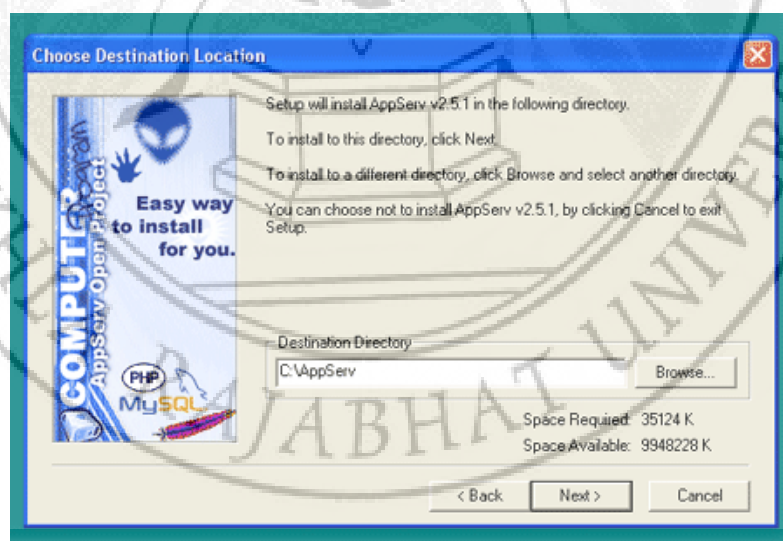 Choose Destination Location
Setup will install AppServ v2.5.1 in the following directory.
To install to this directory, click Next.
To install to a different directory, click Browse and select another directory.
You can choose not to install AppServ v2.5.1, by clicking Cancel to exit
Setup.
COMPUTER
Program
AppServ Open Project
Easy way
to install
for you.
PHP
MySQL
Destination Directory
C:\AppServ
Browse...
Space Required: 35124 K
Space Available: 9948228 K
< Back
Next >
Cancel
RAJABHAT UNIVER